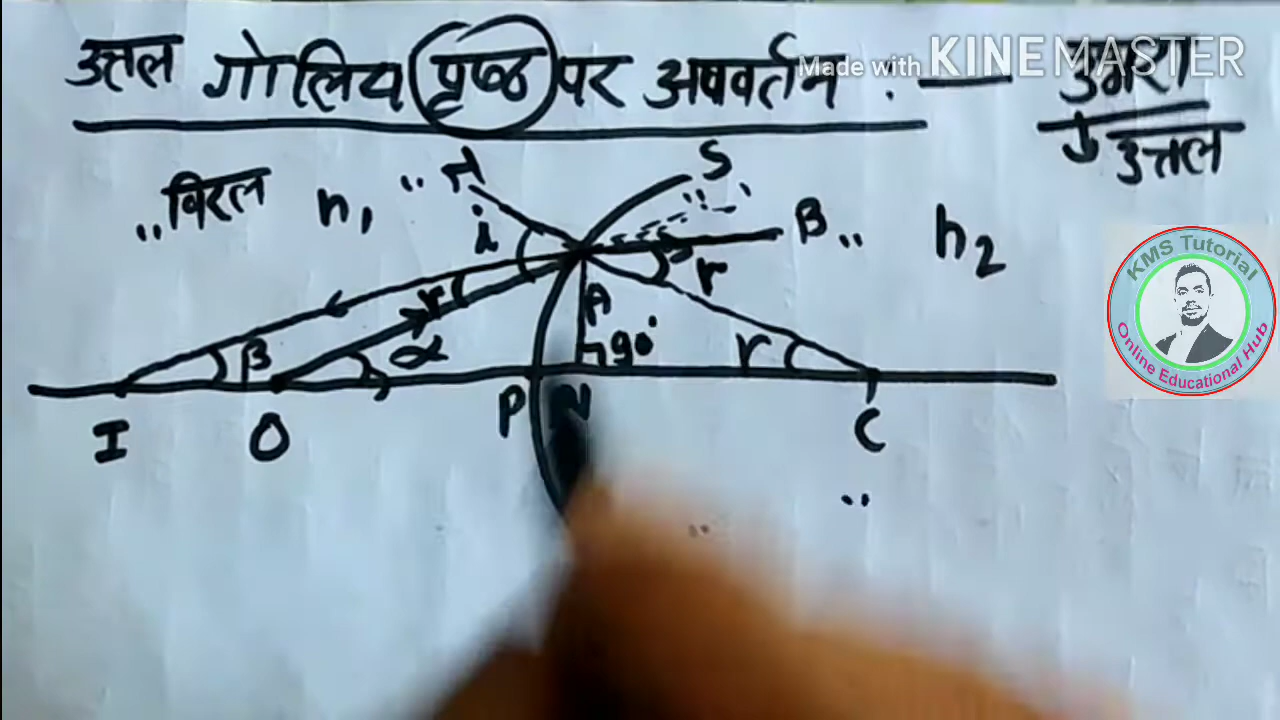 उत्तल गोलिय पृष्ठ पर अपवर्तन :—
उभरा
उत्तल
Made with KINEMASTER
KMS Tutorial
Online Educational Hub
"विरल n₁ "
A
S
B "
n₂
i
r
r
β
α
A
90°
r
I
O
P
N
C